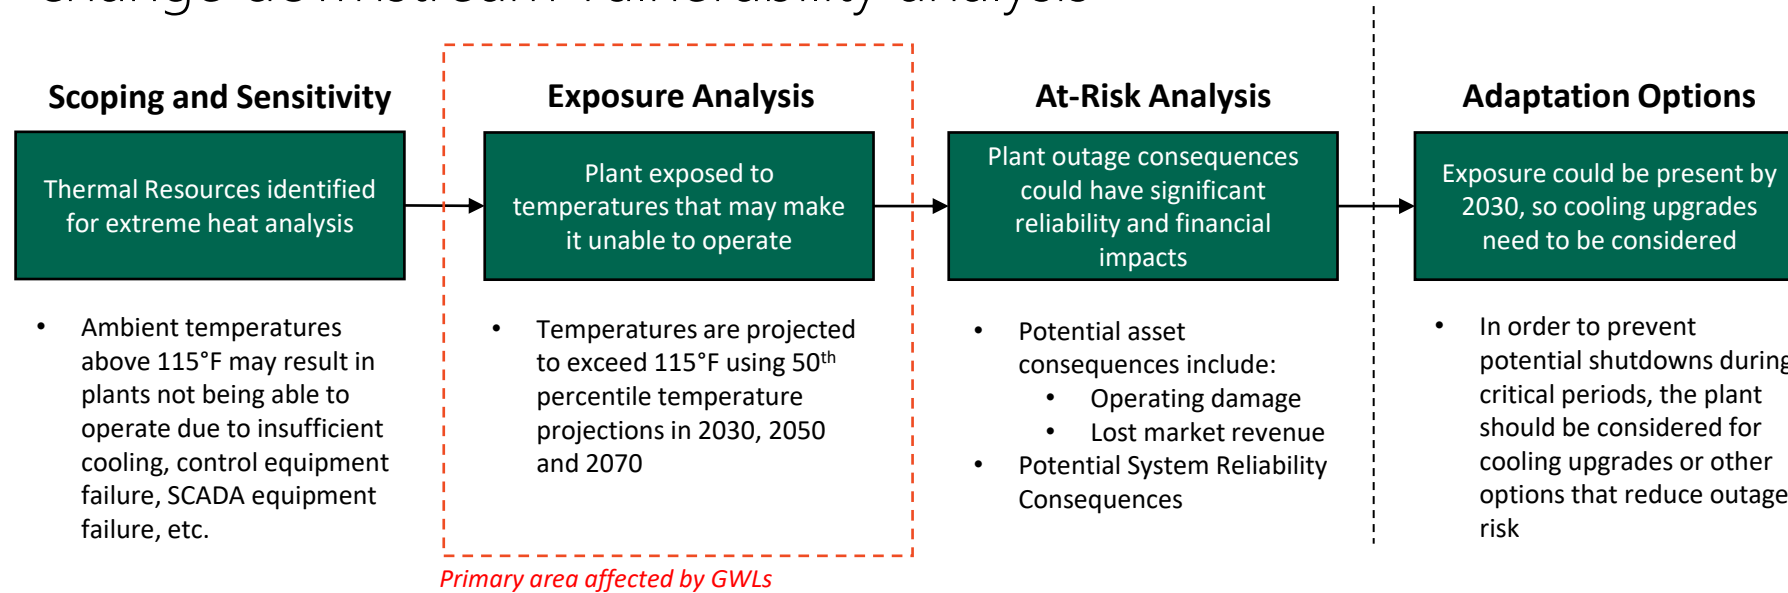 change downstream vulnerability analysis
Scoping and Sensitivity
Thermal Resources identified
for extreme heat analysis
• Ambient temperatures
above 115°F may result in
plants not being able to
operate due to insufficient
cooling, control equipment
failure, SCADA equipment
failure, etc.
Exposure Analysis
Plant exposed to
temperatures that may make
it unable to operate
• Temperatures are projected
to exceed 115°F using 50th
percentile temperature
projections in 2030, 2050
and 2070
Primary area affected by GWLs
At-Risk Analysis
Plant outage consequences
could have significant
reliability and financial
impacts
• Potential asset
consequences include:
• Operating damage
• Lost market revenue
• Potential System Reliability
Consequences
Adaptation Options
Exposure could be present by
2030, so cooling upgrades
need to be considered
• In order to prevent
potential shutdowns during
critical periods, the plant
should be considered for
cooling upgrades or other
options that reduce outage
risk